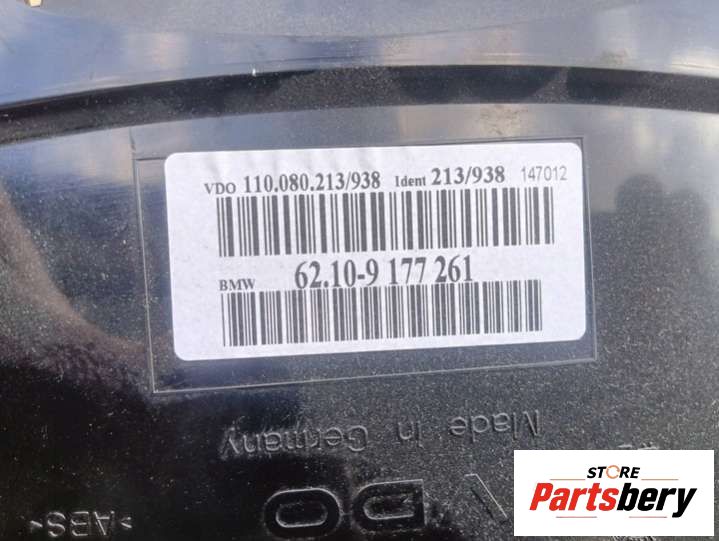 VDO 110.080.213/938 Ident 213/938 147012
BMW 62.10-9 177 261
Made in Germany
VDO
>ABS<
STORE
Partsbery